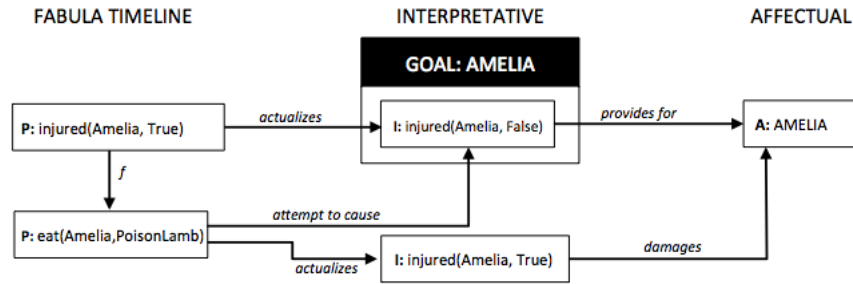 FABULA TIMELINE
INTERPRETATIVE
AFFECTUAL
GOAL: AMELIA
P: injured(Amelia, True)
actualizes
I: injured(Amelia, False)
provides for
A: AMELIA
f
P: eat(Amelia,PoisonLamb)
attempt to cause
actualizes
I: injured(Amelia, True)
damages